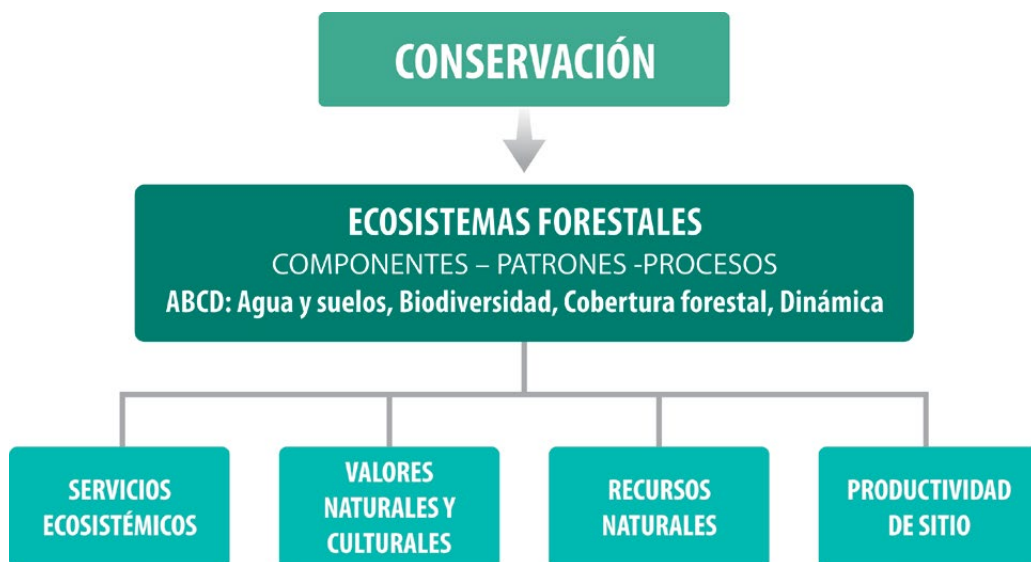 CONSERVACIÓN
ECOSISTEMAS FORESTALES
COMPONENTES – PATRONES -PROCESOS
ABCD: Agua y suelos, Biodiversidad, Cobertura forestal, Dinámica
SERVICIOS
ECOSISTÉMICOS
VALORES
NATURALES Y
CULTURALES
RECURSOS
NATURALES
PRODUCTIVIDAD
DE SITIO